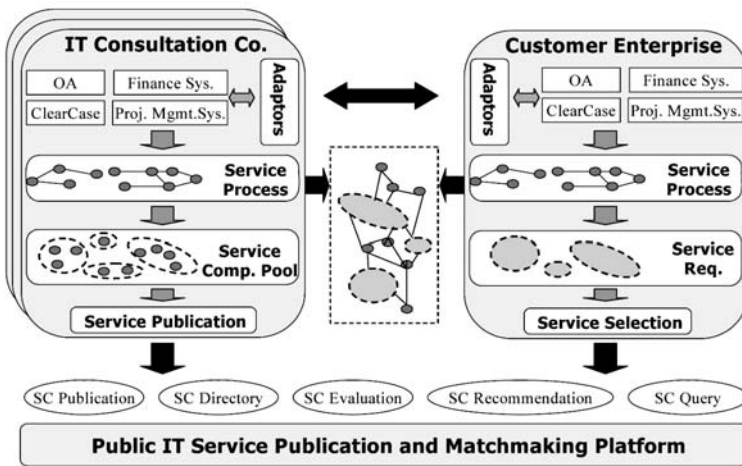 IT Consultation Co.
OA
Finance Sys.
ClearCase
Proj. Mgmt.Sys.
Adaptors
Service
Process
Service
Comp. Pool
Service Publication
Customer Enterprise
Adaptors
OA
Finance Sys.
ClearCase
Proj. Mgmt.Sys.
Service
Process
Service
Req.
Service Selection
SC Publication
SC Directory
SC Evaluation
SC Recommendation
SC Query
Public IT Service Publication and Matchmaking Platform